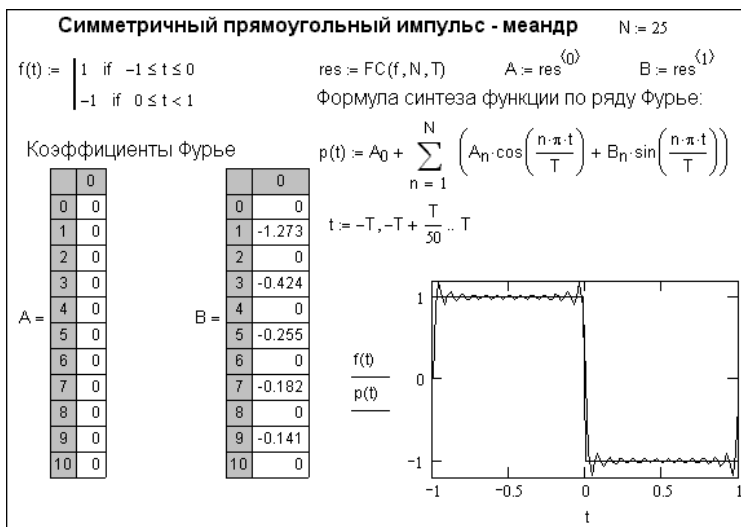 Симметричный прямоугольный импульс - меандр N := 25
f(t) := | 1 if -1 ≤ t ≤ 0
| -1 if 0 ≤ t < 1
res := FC(f, N, T) A := res^⟨0⟩ B := res^⟨1⟩
Формула синтеза функции по ряду Фурье:
p(t) := A₀ + ∑_{n = 1}^{N} (Aₙ·cos(n·π·t/T) + Bₙ·sin(n·π·t/T))
t := -T, -T + T/50 .. T
Коэффициенты Фурье
A =
0
0 0
1 0
2 0
3 0
4 0
5 0
6 0
7 0
8 0
9 0
10 0
B =
0
0 0
1 -1.273
2 0
3 -0.424
4 0
5 -0.255
6 0
7 -0.182
8 0
9 -0.141
10 0
f(t)
p(t)
1
0
-1
-1 -0.5 0 0.5 1
t